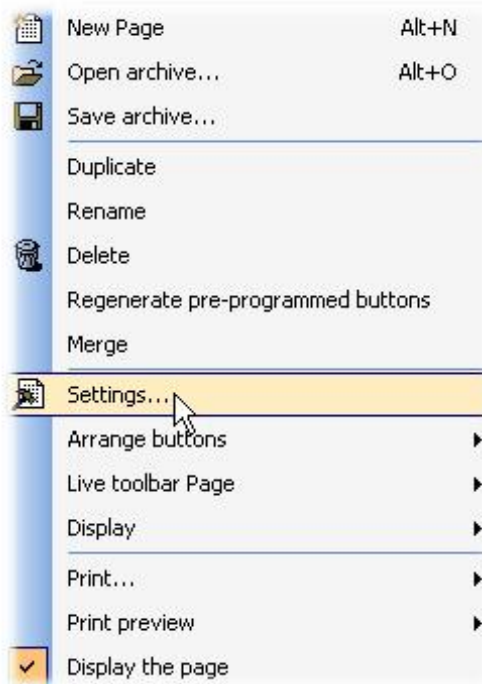 New Page Alt+N
Open archive... Alt+O
Save archive...
Duplicate
Rename
Delete
Regenerate pre-programmed buttons
Merge
Settings...
Arrange buttons
Live toolbar Page
Display
Print...
Print preview
Display the page